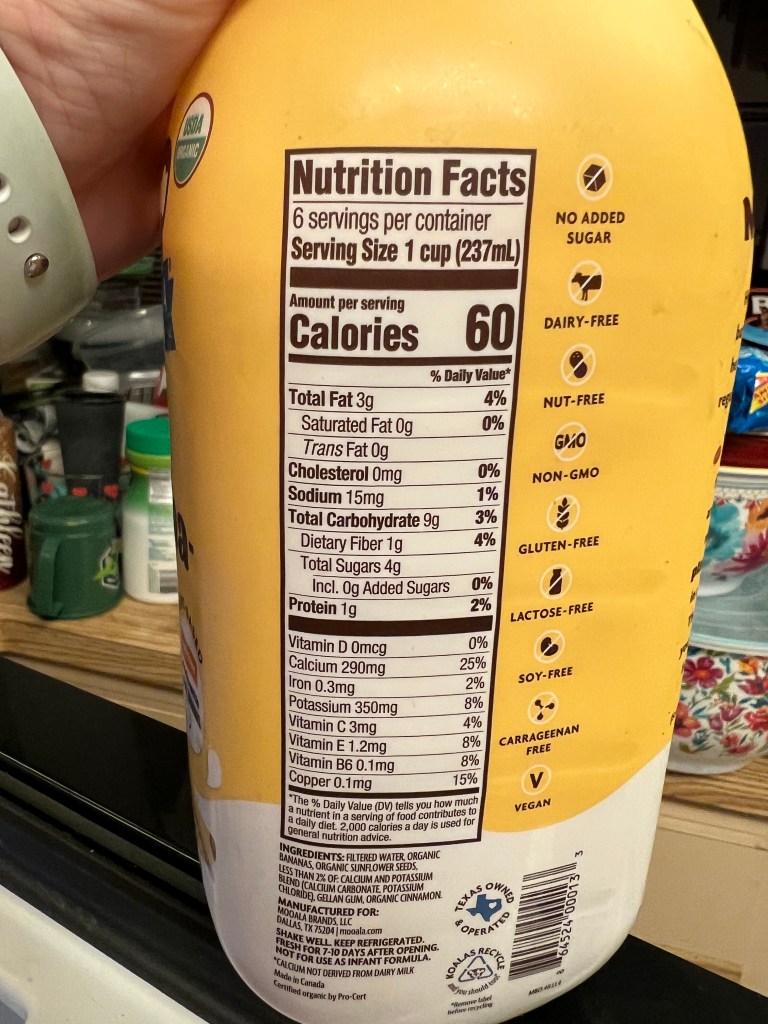 USDA
ORGANIC
Nutrition Facts
6 servings per container
Serving Size 1 cup (237mL)
Amount per serving
Calories 60
% Daily Value*
Total Fat 3g 4%
Saturated Fat 0g 0%
Trans Fat 0g
Cholesterol 0mg 0%
Sodium 15mg 1%
Total Carbohydrate 9g 3%
Dietary Fiber 1g 4%
Total Sugars 4g
Incl. 0g Added Sugars 0%
Protein 1g 2%
Vitamin D 0mcg 0%
Calcium 290mg 25%
Iron 0.3mg 2%
Potassium 350mg 8%
Vitamin C 3mg 4%
Vitamin E 1.2mg 8%
Vitamin B6 0.1mg 8%
Copper 0.1mg 15%
*The % Daily Value (DV) tells you how much
a nutrient in a serving of food contributes to
a daily diet. 2,000 calories a day is used for
general nutrition advice.
INGREDIENTS: FILTERED WATER, ORGANIC
BANANAS, ORGANIC SUNFLOWER SEEDS,
LESS THAN 2% OF: CALCIUM AND POTASSIUM
BLEND (CALCIUM CARBONATE, POTASSIUM
CHLORIDE), GELLAN GUM, ORGANIC CINNAMON.
MANUFACTURED FOR:
MOOALA BRANDS, LLC
DALLAS, TX 75204 | mooala.com
SHAKE WELL. KEEP REFRIGERATED.
FRESH FOR 7-10 DAYS AFTER OPENING.
NOT FOR USE AS INFANT FORMULA.
*CALCIUM NOT DERIVED FROM DAIRY MILK
Made in Canada
Certified organic by Pro-Cert
NO ADDED
SUGAR
DAIRY-FREE
NUT-FREE
GMO
NON-GMO
GLUTEN-FREE
LACTOSE-FREE
SOY-FREE
CARRAGEENAN
FREE
V
VEGAN
TEXAS OWNED
& OPERATED
KOALAS RECYCLE
and you should too!
*Remove label
before recycling
64524 00013 3